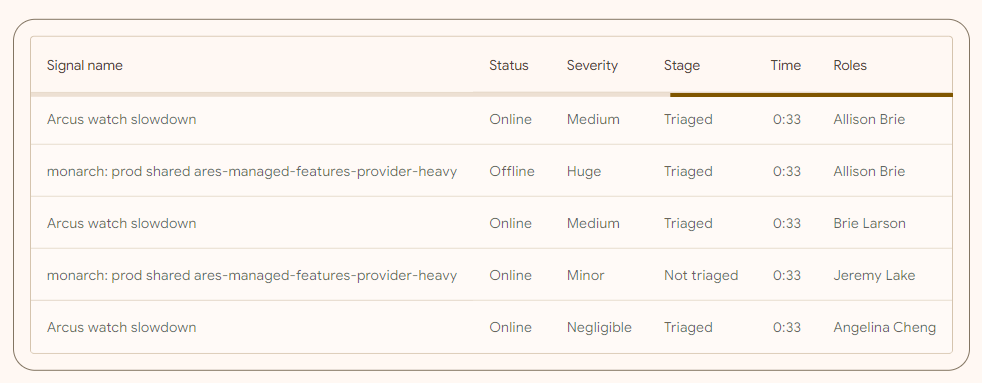 Signal name Status Severity Stage Time Roles
Arcus watch slowdown Online Medium Triaged 0:33 Allison Brie
monarch: prod shared ares-managed-features-provider-heavy Offline Huge Triaged 0:33 Allison Brie
Arcus watch slowdown Online Medium Triaged 0:33 Brie Larson
monarch: prod shared ares-managed-features-provider-heavy Online Minor Not triaged 0:33 Jeremy Lake
Arcus watch slowdown Online Negligible Triaged 0:33 Angelina Cheng